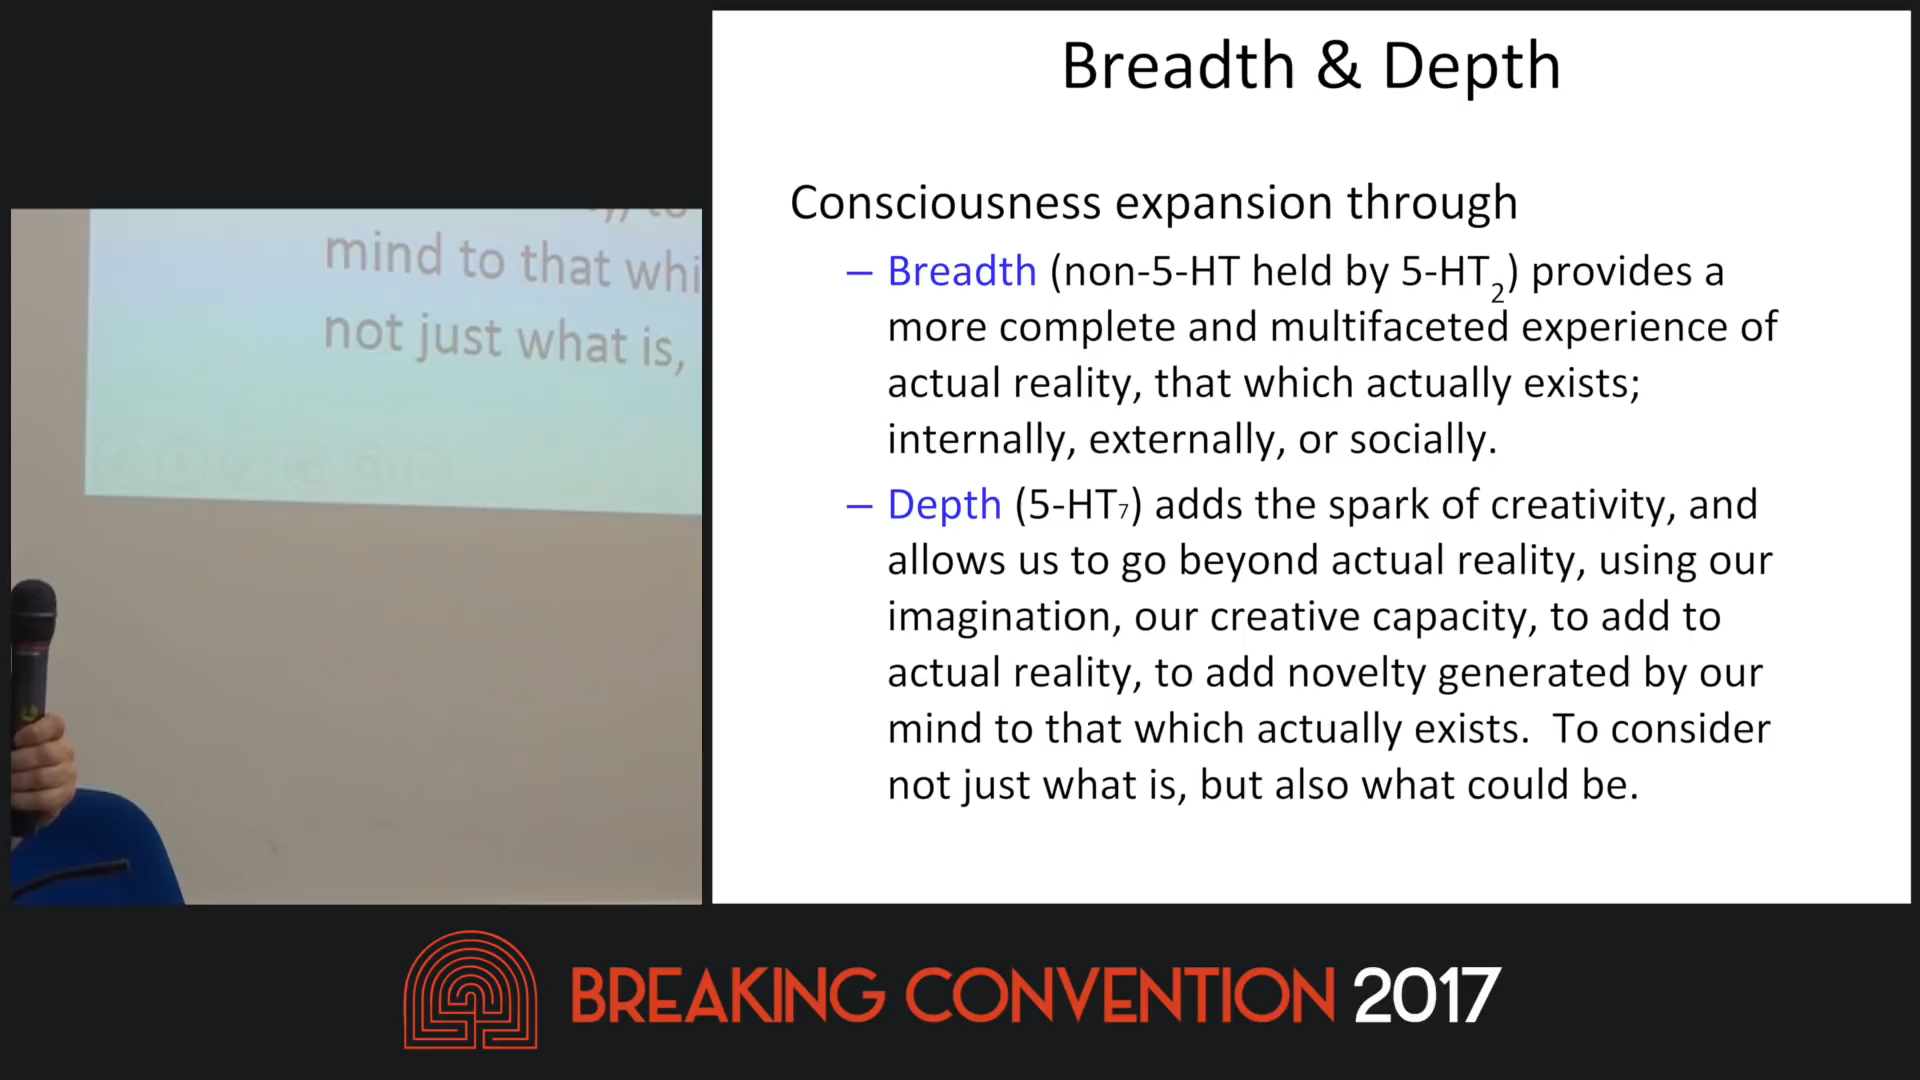 Breadth & Depth
Consciousness expansion through
– Breadth (non-5-HT held by 5-HT₂) provides a
more complete and multifaceted experience of
actual reality, that which actually exists;
internally, externally, or socially.
– Depth (5-HT₇) adds the spark of creativity, and
allows us to go beyond actual reality, using our
imagination, our creative capacity, to add to
actual reality, to add novelty generated by our
mind to that which actually exists.  To consider
not just what is, but also what could be.
mind to that whi
not just what is,
BREAKING CONVENTION 2017